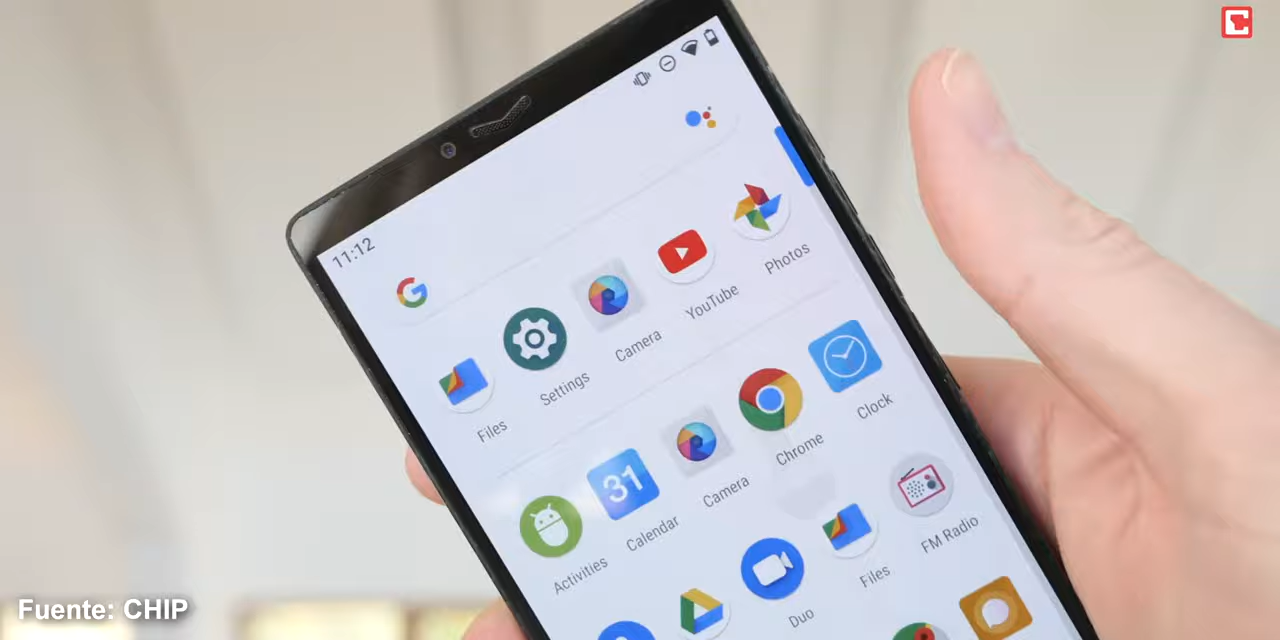 11:12
Files
Settings
Camera
YouTube
Photos
Activities
31
Calendar
Camera
Chrome
Clock
Duo
Files
FM Radio
Fuente: CHIP